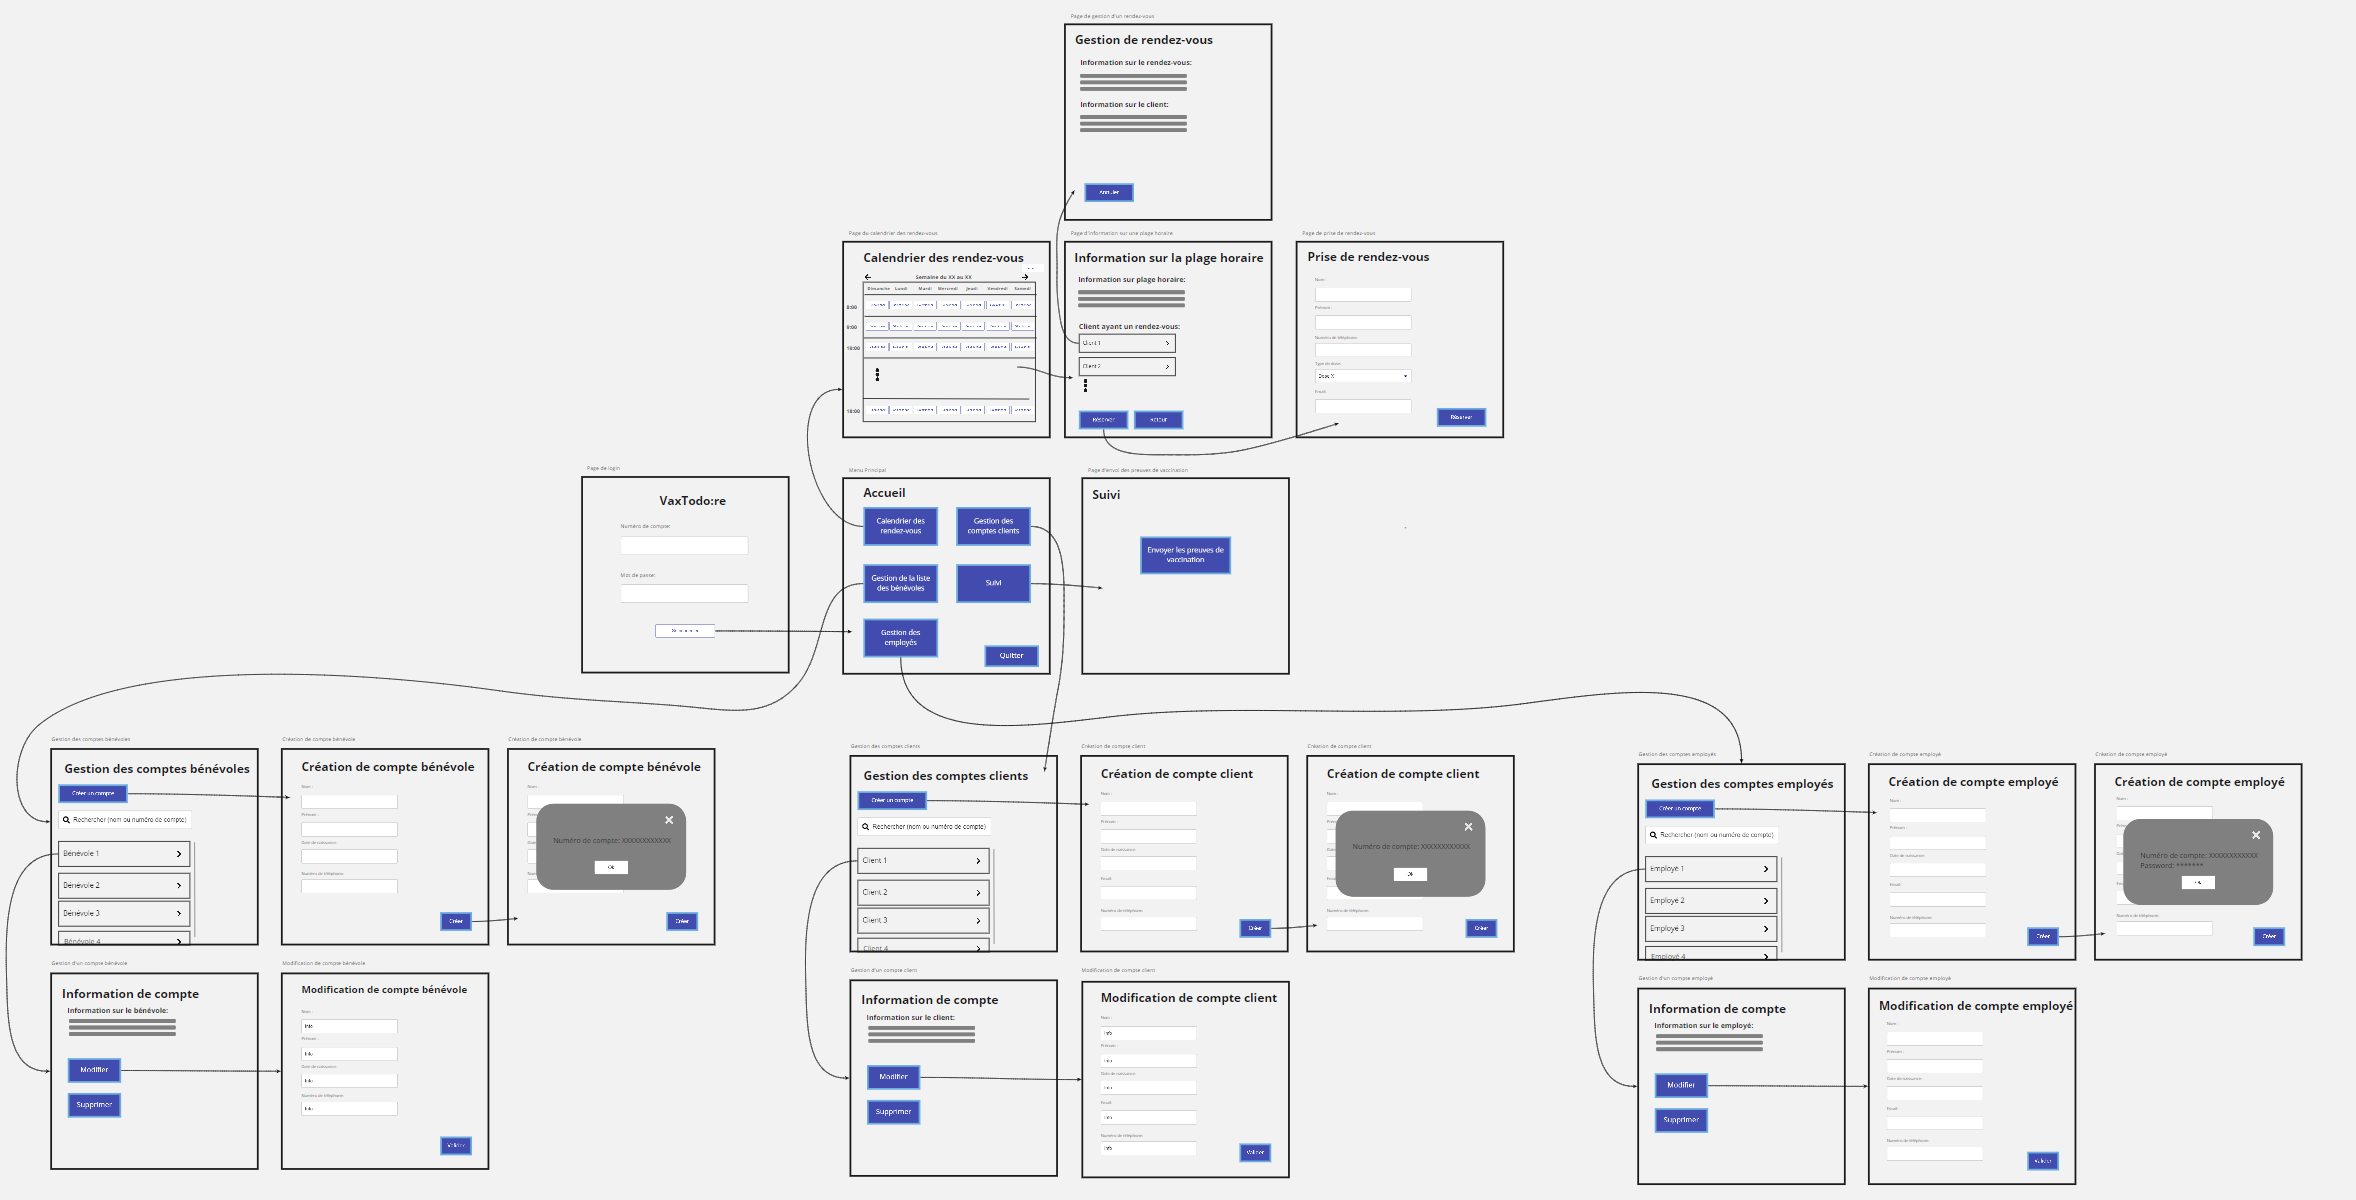 Page de gestion d'un rendez-vous
Gestion de rendez-vous
Information sur le rendez-vous:
Information sur le client:
Annuler
Page du calendrier des rendez-vous
Calendrier des rendez-vous
Semaine du XX au XX
Dimanche Lundi Mardi Mercredi Jeudi Vendredi Samedi
8:00
9:00
10:00
18:00
Page d'information sur une plage horaire
Information sur la plage horaire
Information sur plage horaire:
Client ayant un rendez-vous:
Client 1
Client 2
Réserver
Retour
Page de prise de rendez-vous
Prise de rendez-vous
Nom :
Prénom :
Numéro de téléphone:
Type de dose:
Dose X
Email:
Réserver
Page de login
VaxTodo:re
Numéro de compte:
Mot de passe:
Menu Principal
Accueil
Calendrier des
rendez-vous
Gestion des
comptes clients
Gestion de la liste
des bénévoles
Suivi
Gestion des
employés
Quitter
Page d'envoi des preuves de vaccination
Suivi
Envoyer les preuves de
vaccination
Gestion des comptes bénévoles
Gestion des comptes bénévoles
Créer un compte
Rechercher (nom ou numéro de compte)
Bénévole 1
Bénévole 2
Bénévole 3
Bénévole 4
Création de compte bénévole
Création de compte bénévole
Nom :
Prénom :
Date de naissance:
Numéro de téléphone:
Créer
Création de compte bénévole
Création de compte bénévole
Nom :
Numéro de compte: XXXXXXXXXXXX
Ok
Créer
Gestion d'un compte bénévole
Information de compte
Information sur le bénévole:
Modifier
Supprimer
Modification de compte bénévole
Modification de compte bénévole
Nom :
Info
Prénom :
Info
Date de naissance:
Info
Numéro de téléphone:
Info
Valider
Gestion des comptes clients
Gestion des comptes clients
Créer un compte
Rechercher (nom ou numéro de compte)
Client 1
Client 2
Client 3
Client 4
Création de compte client
Création de compte client
Nom :
Prénom :
Date de naissance:
Email:
Numéro de téléphone:
Créer
Création de compte client
Création de compte client
Nom :
Numéro de compte: XXXXXXXXXXXX
Ok
Numéro de téléphone:
Créer
Gestion d'un compte client
Information de compte
Information sur le client:
Modifier
Supprimer
Modification de compte client
Modification de compte client
Nom :
Info
Prénom :
Info
Date de naissance:
Info
Email:
Info
Numéro de téléphone:
Info
Valider
Gestion des comptes employés
Gestion des comptes employés
Créer un compte
Rechercher (nom ou numéro de compte)
Employé 1
Employé 2
Employé 3
Employé 4
Création de compte employé
Création de compte employé
Nom :
Prénom :
Date de naissance:
Email:
Numéro de téléphone:
Créer
Création de compte employé
Création de compte employé
Nom :
Numéro de compte: XXXXXXXXXXXX
Password: *******
Numéro de téléphone:
Créer
Gestion d'un compte employé
Information de compte
Information sur le employé:
Modifier
Supprimer
Modification de compte employé
Modification de compte employé
Nom :
Prénom :
Date de naissance:
Email:
Numéro de téléphone:
Valider